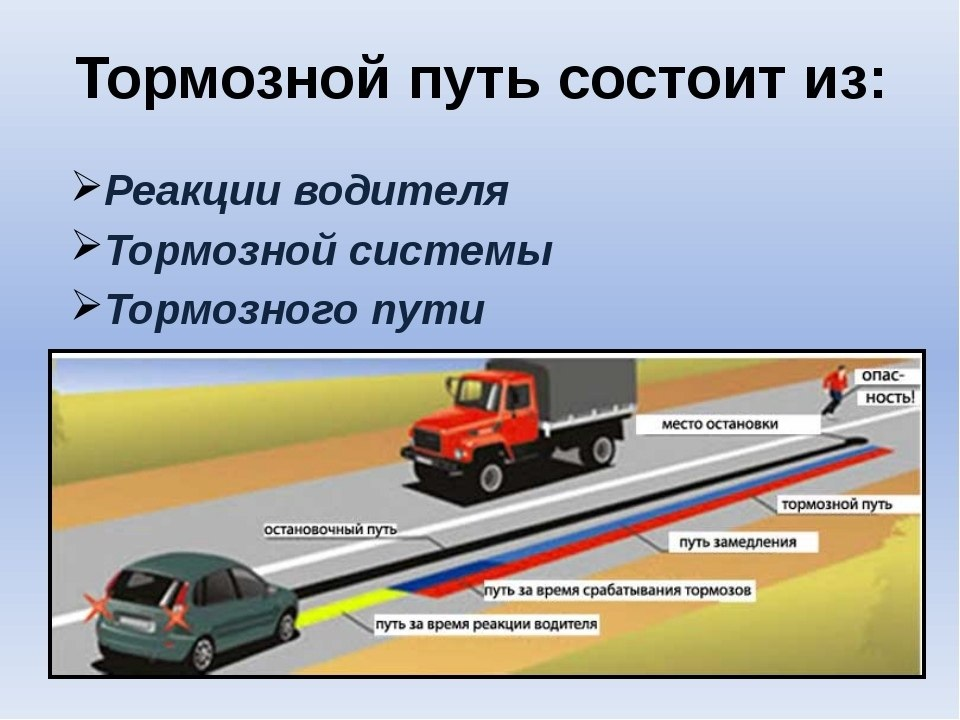 Тормозной путь состоит из:
Реакции водителя
Тормозной системы
Тормозного пути
опас-
ность!
место остановки
тормозной путь
остановочный путь
путь замедления
путь за время срабатывания тормозов
путь за время реакции водителя